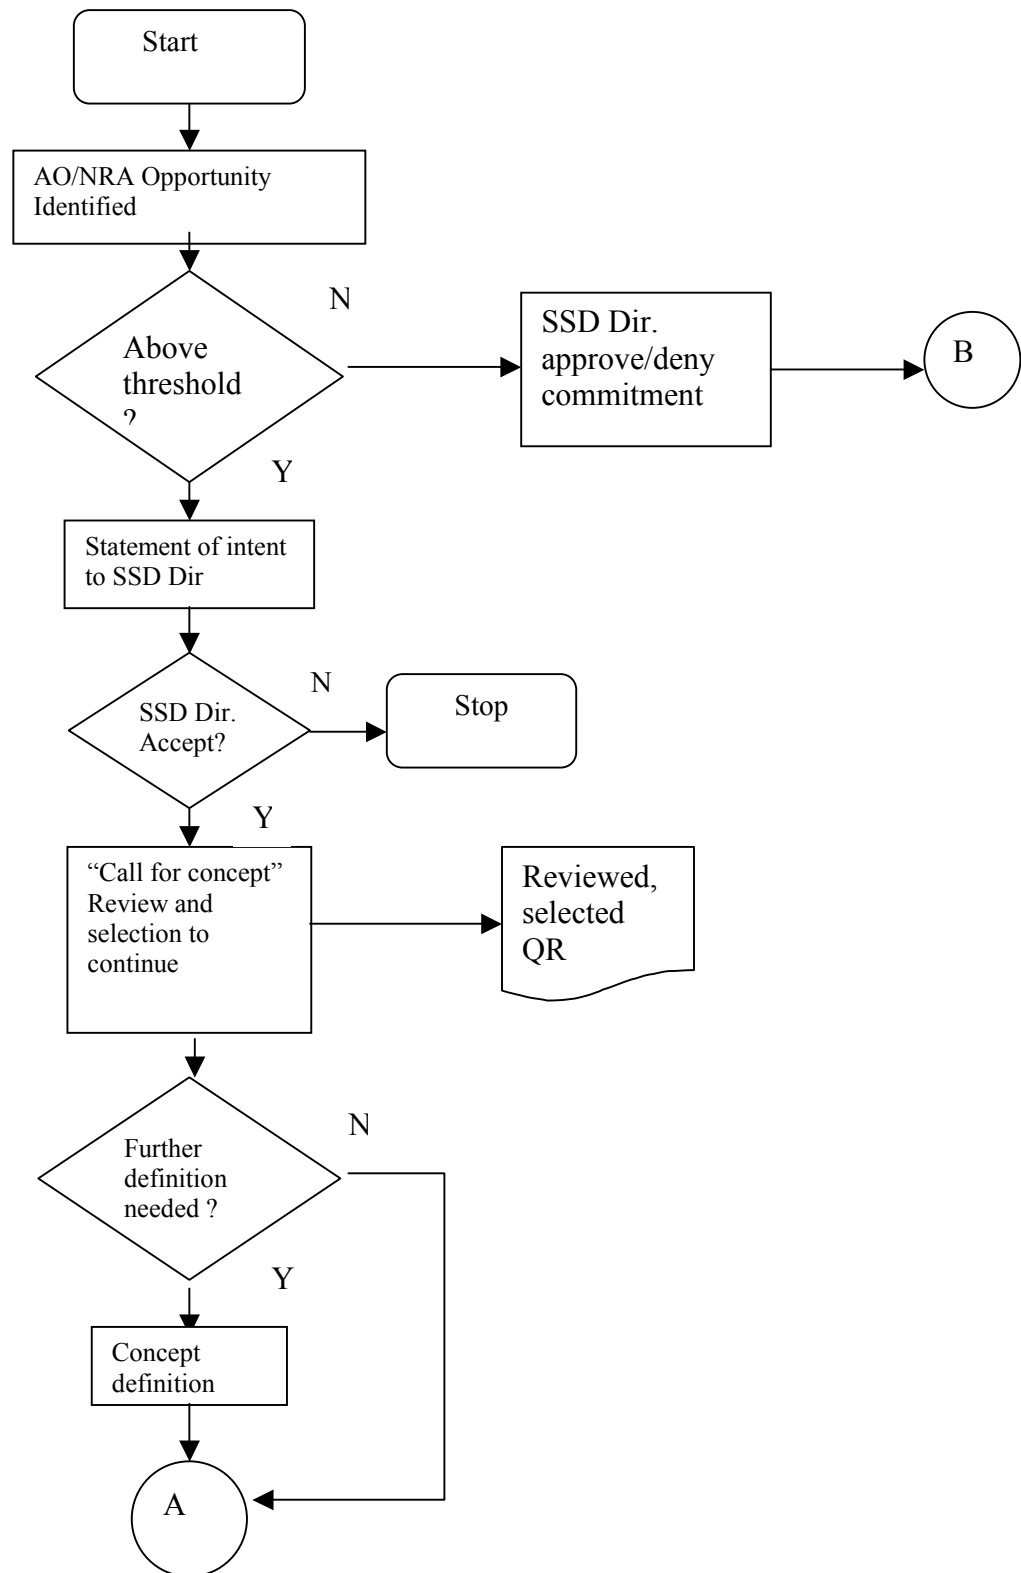 Start
AO/NRA Opportunity
Identified
N
Above
threshold
?
SSD Dir.
approve/deny
commitment
B
Y
Statement of intent
to SSD Dir
N
SSD Dir.
Accept?
Stop
Y
“Call for concept”
Review and
selection to
continue
Reviewed,
selected
QR
N
Further
definition
needed ?
Y
Concept
definition
A